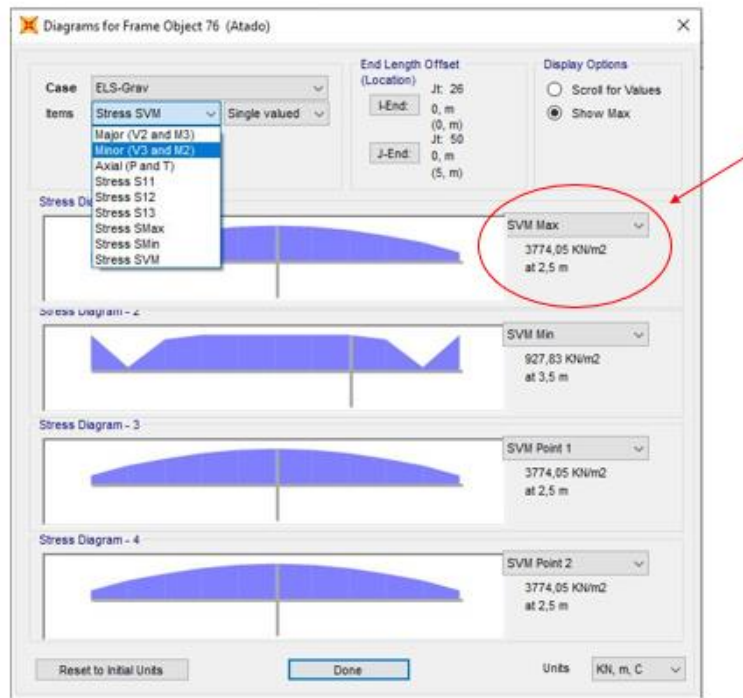 Diagrams for Frame Object 76 (Atado)
Case ELS-Grav
Items Stress SVM Single valued
Major (V2 and M3)
Minor (V3 and M2)
Axial (P and T)
Stress S11
Stress S12
Stress S13
Stress SMax
Stress SMin
Stress SVM
End Length Offset
(Location)
Jt: 26
I-End: 0, m
(0, m)
Jt: 50
J-End: 0, m
(5, m)
Display Options
Scroll for Values
Show Max
Stress Di
SVM Max
3774,05 KN/m2
at 2,5 m
Stress Diagram - 2
SVM Min
927,83 KN/m2
at 3,5 m
Stress Diagram - 3
SVM Point 1
3774,05 KN/m2
at 2,5 m
Stress Diagram - 4
SVM Point 2
3774,05 KN/m2
at 2,5 m
Reset to Initial Units Done Units KN, m, C